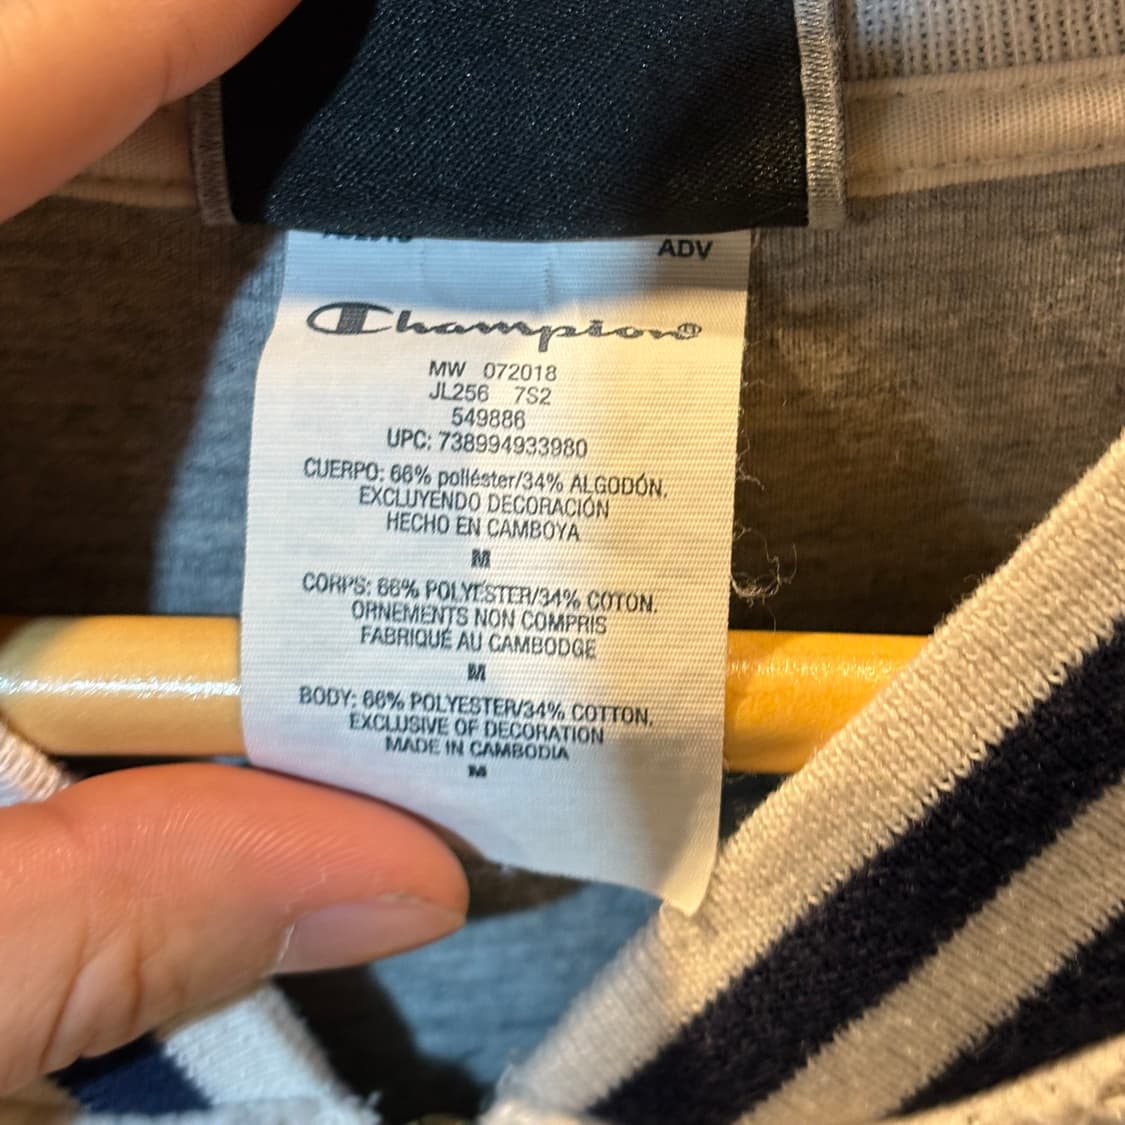 ADV
Champion®
MW 072018
JL256 7S2
549886
UPC: 738994933980
CUERPO: 66% poliéster/34% ALGODÓN.
EXCLUYENDO DECORACIÓN
HECHO EN CAMBOYA
M
CORPS: 66% POLYESTER/34% COTON.
ORNEMENTS NON COMPRIS
FABRIQUÉ AU CAMBODGE
M
BODY: 66% POLYESTER/34% COTTON.
EXCLUSIVE OF DECORATION
MADE IN CAMBODIA
M